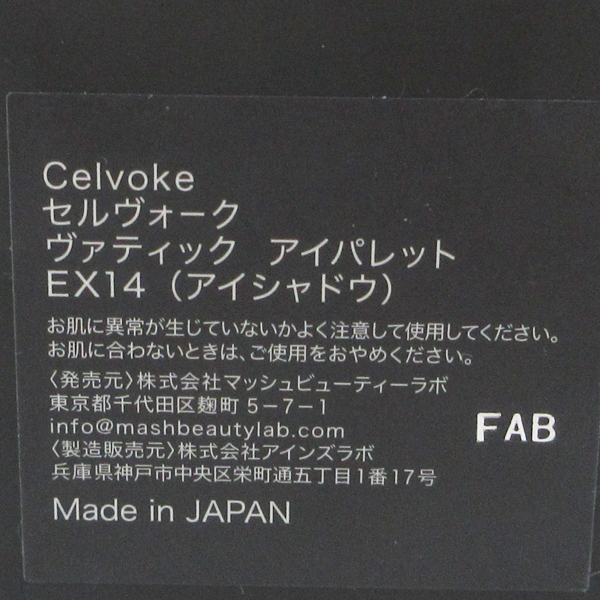 Celvoke
セルヴォーク
ヴァティック アイパレット
EX14（アイシャドウ）
お肌に異常が生じていないかよく注意して使用してください。
お肌に合わないときは、ご使用をおやめください。
〈発売元〉株式会社マッシュビューティーラボ
東京都千代田区麹町 5－7－1
info@mashbeautylab.com
〈製造販売元〉株式会社アインズラボ
兵庫県神戸市中央区栄町通五丁目1番17号
FAB
Made in JAPAN